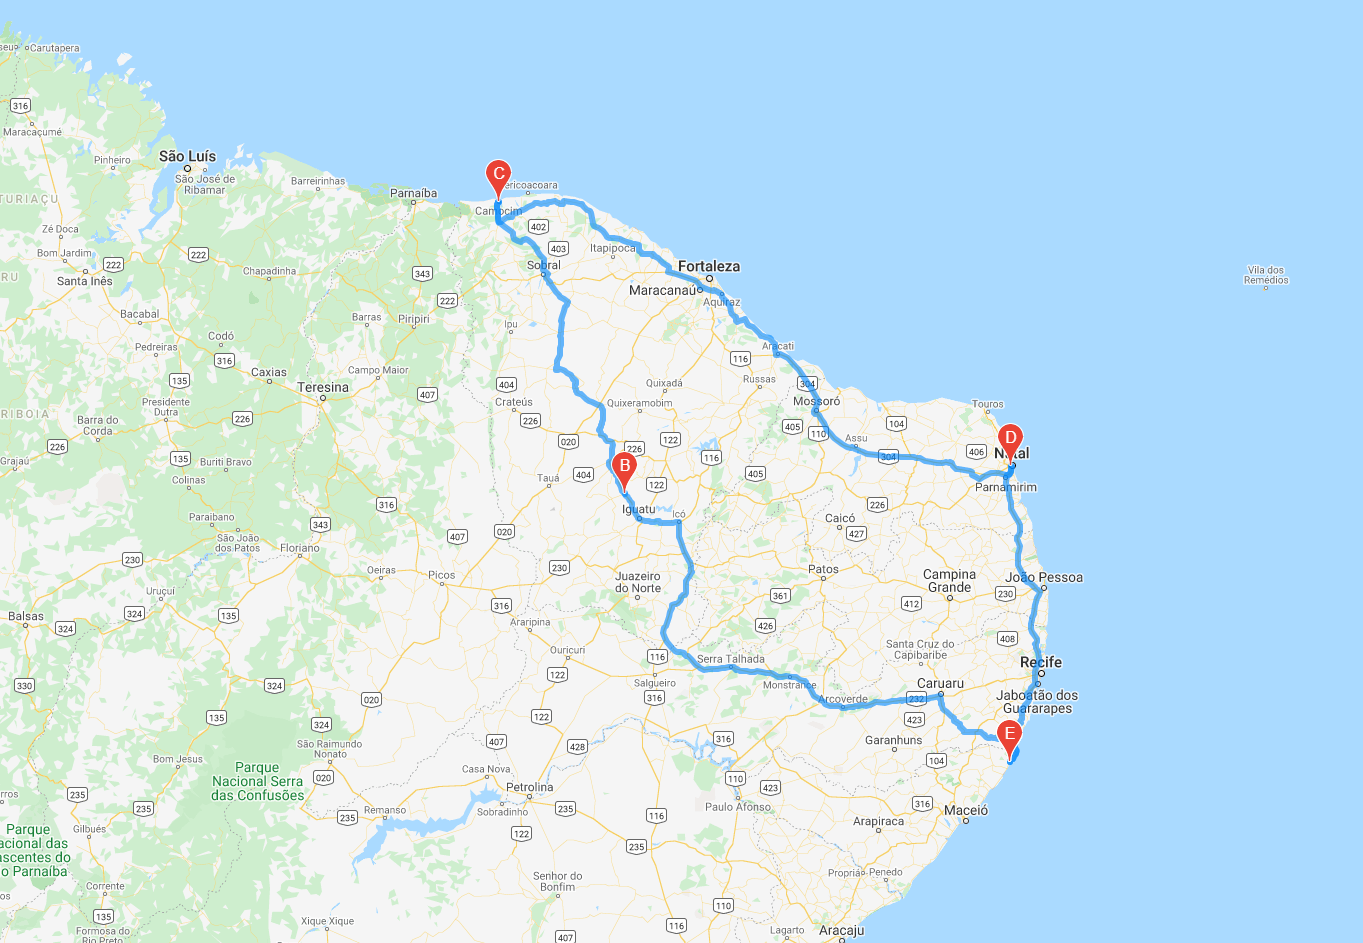 seu
Carutapera
316
Maracaçumé
São Luís
Pinheiro
São José de
Ribamar
Barreirinhas
Parnaíba
C
Jericoacoara
TURIAÇU
Camocim
Zé Doca
402
Bom Jardim
222
222
403
Itapipoca
Santa Inês
Chapadinha
343
Sobral
Fortaleza
RU
Vila dos
Remédios
Maracanaú
Aquiraz
222
Bacabal
Barras
Piripiri
Ipu
Codó
Pedreiras
316
Aracati
116
Caxias
Campo Maior
135
Teresina
404
Quixadá
Russas
304
407
Presidente
Dutra
Crateús
Quixeramobim
Mossoró
Touros
RIBOIA
Barra do
Corda
242
226
405
110
104
226
020
122
Assu
D
226
406
Natal
Grajaú
135
Buriti Bravo
116
304
B
404
405
Colinas
Tauá
122
Parnamirim
316
226
Iguatu
Icó
Paraibano
343
Caicó
427
São João
dos Patos
407
020
Floriano
230
Oeiras
230
Picos
Juazeiro
do Norte
Patos
Campina
Grande
João Pessoa
Uruçuí
361
230
316
412
Balsas
324
324
135
Araripina
426
408
Santa Cruz do
Capibaribe
Ouricuri
116
Serra Talhada
Recife
122
Salgueiro
Monstrance
Caruaru
330
324
020
316
Arcoverde
232
Jaboatão dos
Guararapes
135
122
423
324
E
407
428
316
Garanhuns
São Raimundo
Nonato
104
Bom Jesus
Parque
Nacional Serra
das Confusões
Casa Nova
020
110
423
Petrolina
235
Remanso
Sobradinho
235
Paulo Afonso
316
Maceió
235
235
116
122
Arapiraca
Parque
acional das
ascentes do
o Parnaíba
Gilbués
235
Corrente
Senhor do
Bonfim
Propriá
Penedo
135
110
Formosa do
Rio Preto
Xique Xique
116
407
Lagarto
Aracaju